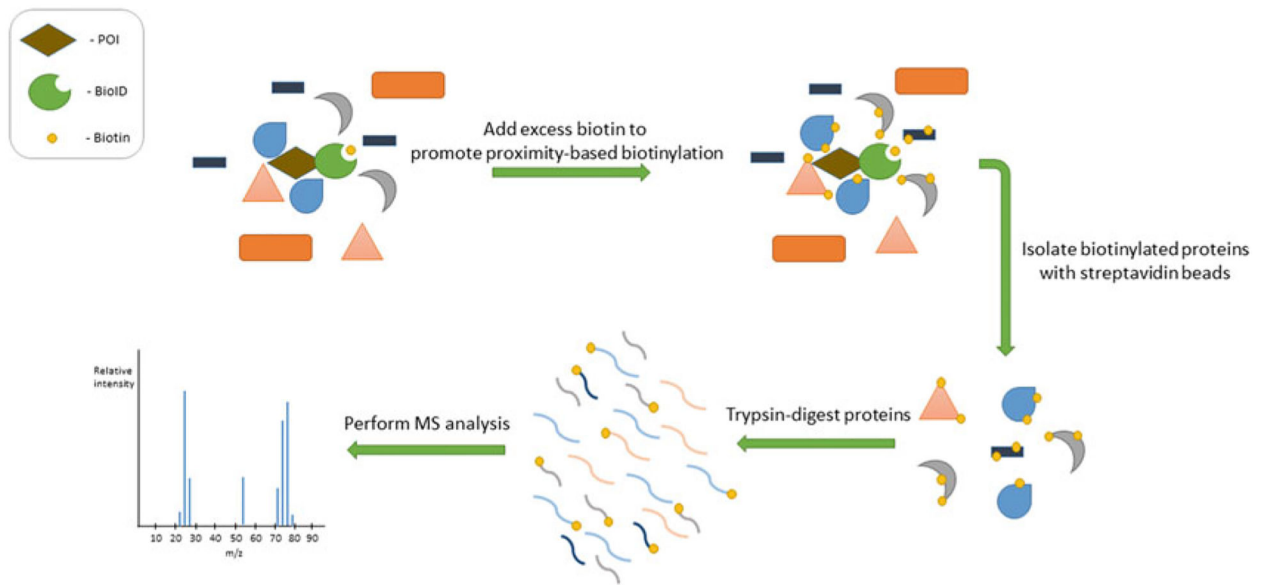 - POI
- BioID
- Biotin
Add excess biotin to
promote proximity-based biotinylation
Isolate biotinylated proteins
with streptavidin beads
Trypsin-digest proteins
Perform MS analysis
Relative
intensity
10 20 30 40 50 60 70 80 90
m/z